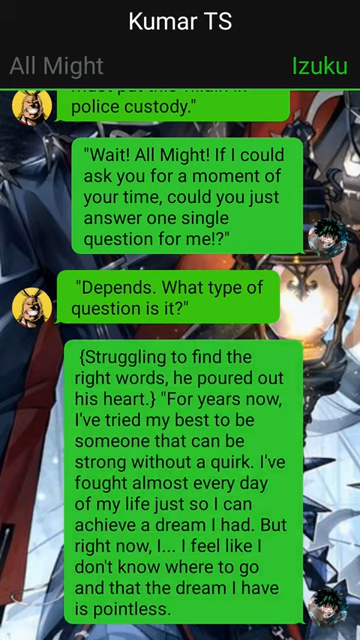 Kumar TS
All Might
Izuku
police custody."
"Wait! All Might! If I could
ask you for a moment of
your time, could you just
answer one single
question for me!?"
"Depends. What type of
question is it?"
{Struggling to find the
right words, he poured out
his heart.} "For years now,
I've tried my best to be
someone that can be
strong without a quirk. I've
fought almost every day
of my life just so I can
achieve a dream I had. But
right now, I... I feel like I
don't know where to go
and that the dream I have
is pointless.